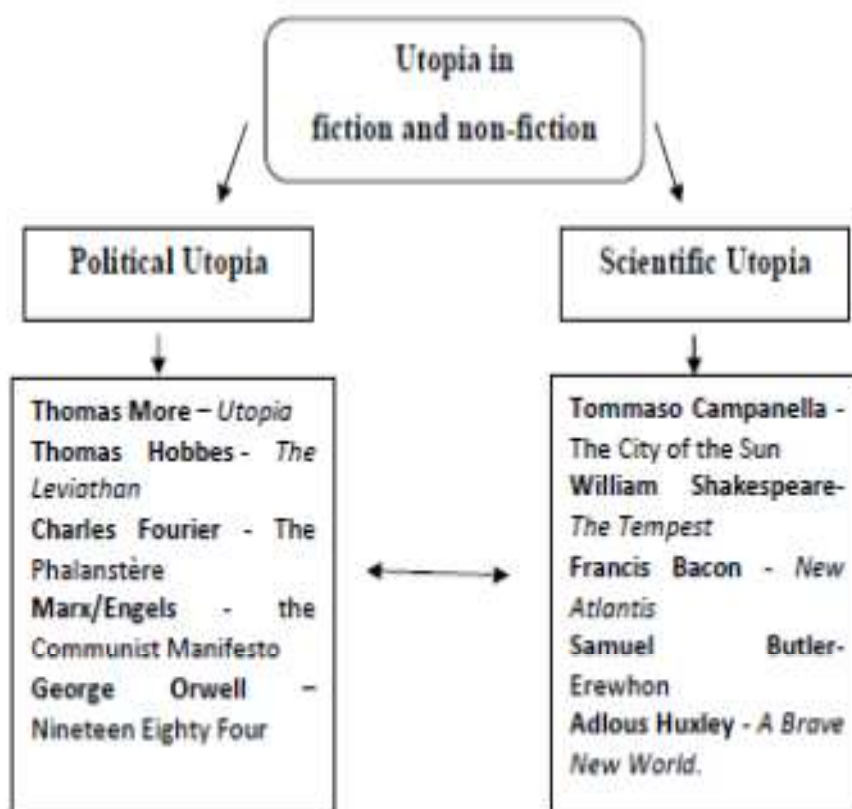 Utopia in
fiction and non-fiction
Political Utopia
Scientific Utopia
Thomas More – Utopia
Thomas Hobbes - The
Leviathan
Charles Fourier - The
Phalanstère
Marx/Engels - the
Communist Manifesto
George Orwell –
Nineteen Eighty Four
Tommaso Campanella -
The City of the Sun
William Shakespeare-
The Tempest
Francis Bacon - New
Atlantis
Samuel Butler-
Erewhon
Adlous Huxley - A Brave
New World.